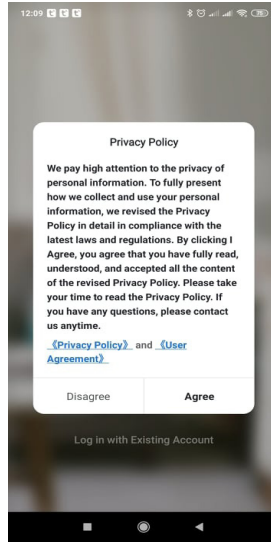 12:09
Privacy Policy
We pay high attention to the privacy of
personal information. To fully present
how we collect and use your personal
information, we revised the Privacy
Policy in detail in compliance with the
latest laws and regulations. By clicking I
Agree, you agree that you have fully read,
understood, and accepted all the content
of the revised Privacy Policy. Please take
your time to read the Privacy Policy. If
you have any questions, please contact
us anytime.
《Privacy Policy》 and 《User
Agreement》
Disagree Agree
Log in with Existing Account